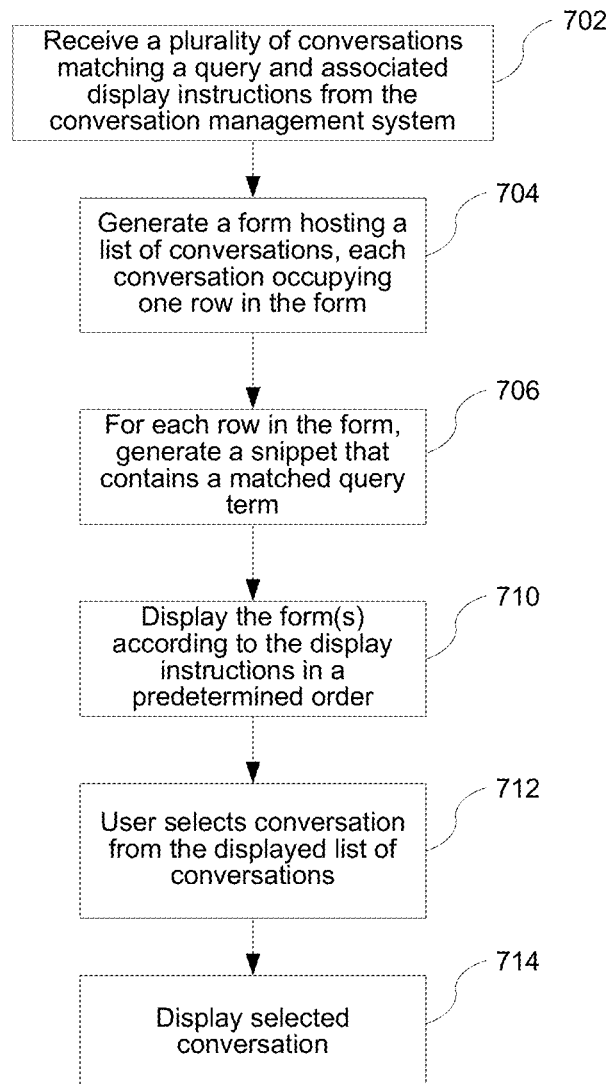 702
Receive a plurality of conversations
matching a query and associated
display instructions from the
conversation management system
704
Generate a form hosting a
list of conversations, each
conversation occupying
one row in the form
706
For each row in the form,
generate a snippet that
contains a matched query
term
710
Display the form(s)
according to the display
instructions in a
predetermined order
712
User selects conversation
from the displayed list of
conversations
714
Display selected
conversation